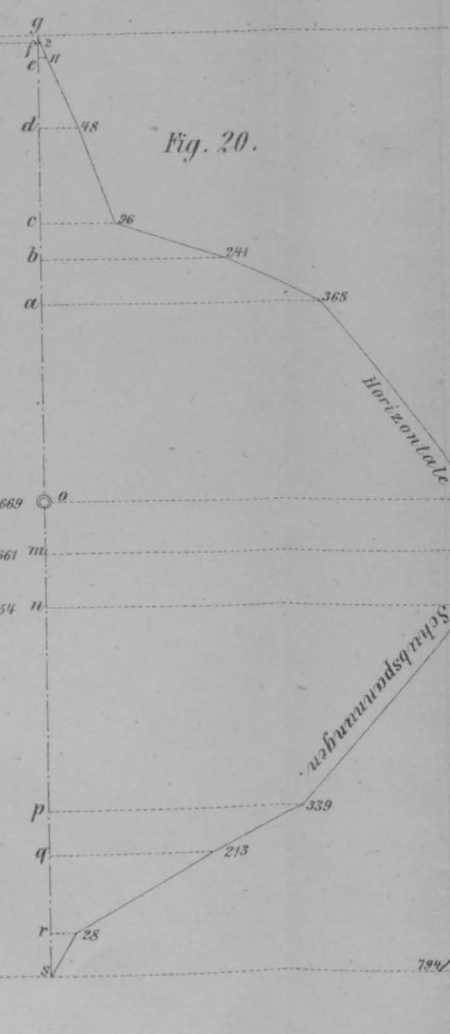 g
f 2
e 11
d 48
Fig. 20.
c 96
b 241
a 368
Horizontale
669 o
661 m
54 n
Schubspannungen.
p 339
q 213
r 28
s 794